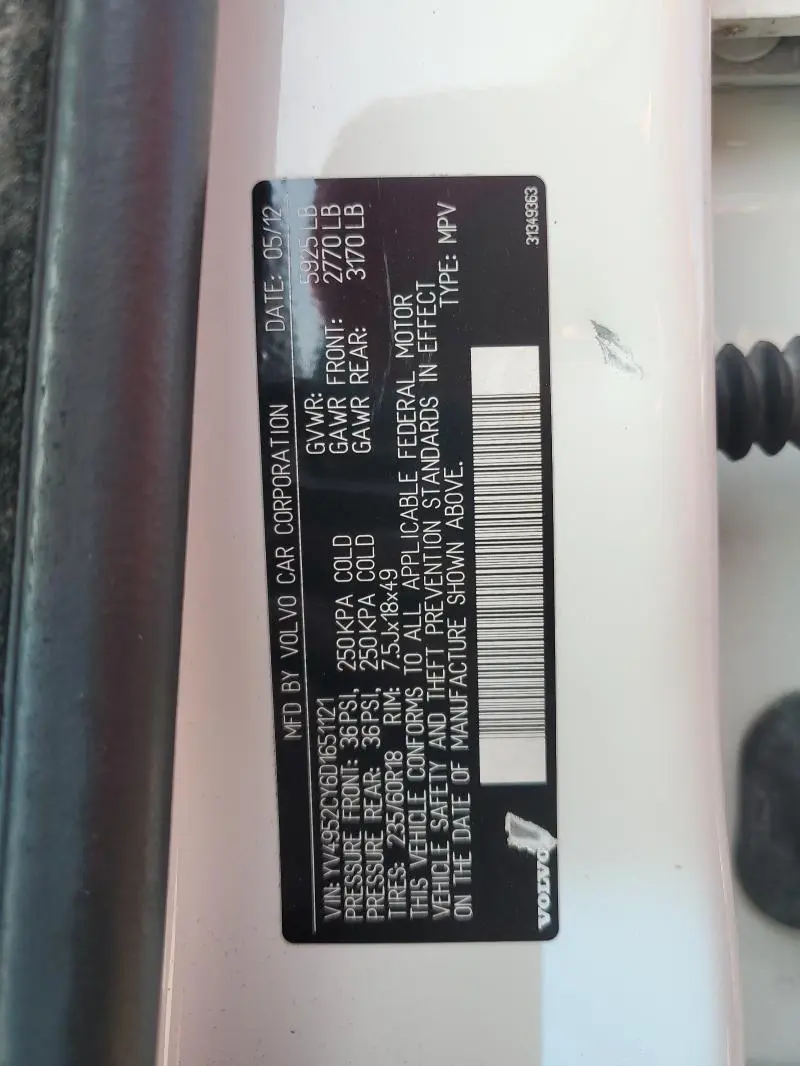 MFD BY VOLVO CAR CORPORATION DATE: 05/12
VIN: YV4952CY6D1651121 GVWR: 5925 LB
PRESSURE FRONT: 36PSI, 250KPA COLD GAWR FRONT: 2770 LB
PRESSURE REAR: 36PSI, 250KPA COLD GAWR REAR: 3170 LB
TIRES: 235/60R18 RIM: 7.5Jx18x49
THIS VEHICLE CONFORMS TO ALL APPLICABLE FEDERAL MOTOR
VEHICLE SAFETY AND THEFT PREVENTION STANDARDS IN EFFECT
ON THE DATE OF MANUFACTURE SHOWN ABOVE. TYPE: MPV
VOLVO 31349363